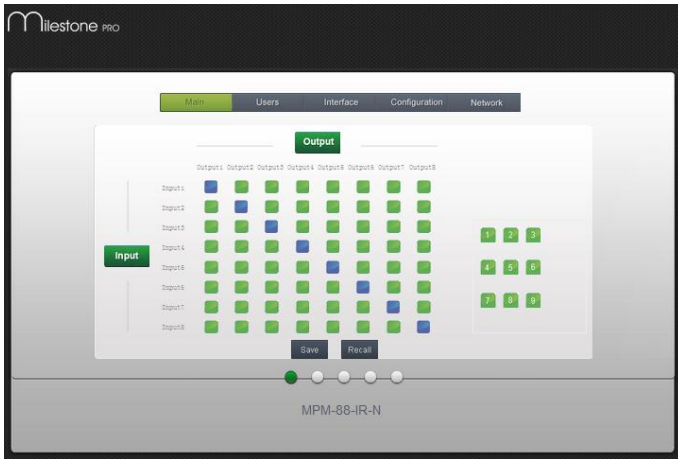 Milestone PRO
Main Users Interface Configuration Network
Output
Output1 Output2 Output3 Output4 Output5 Output6 Output7 Output8
Input1
Input2
Input3
Input4
Input
Input5
Input6
Input7
Input8
1 2 3
4 5 6
7 8 9
Save Recall
MPM-88-IR-N